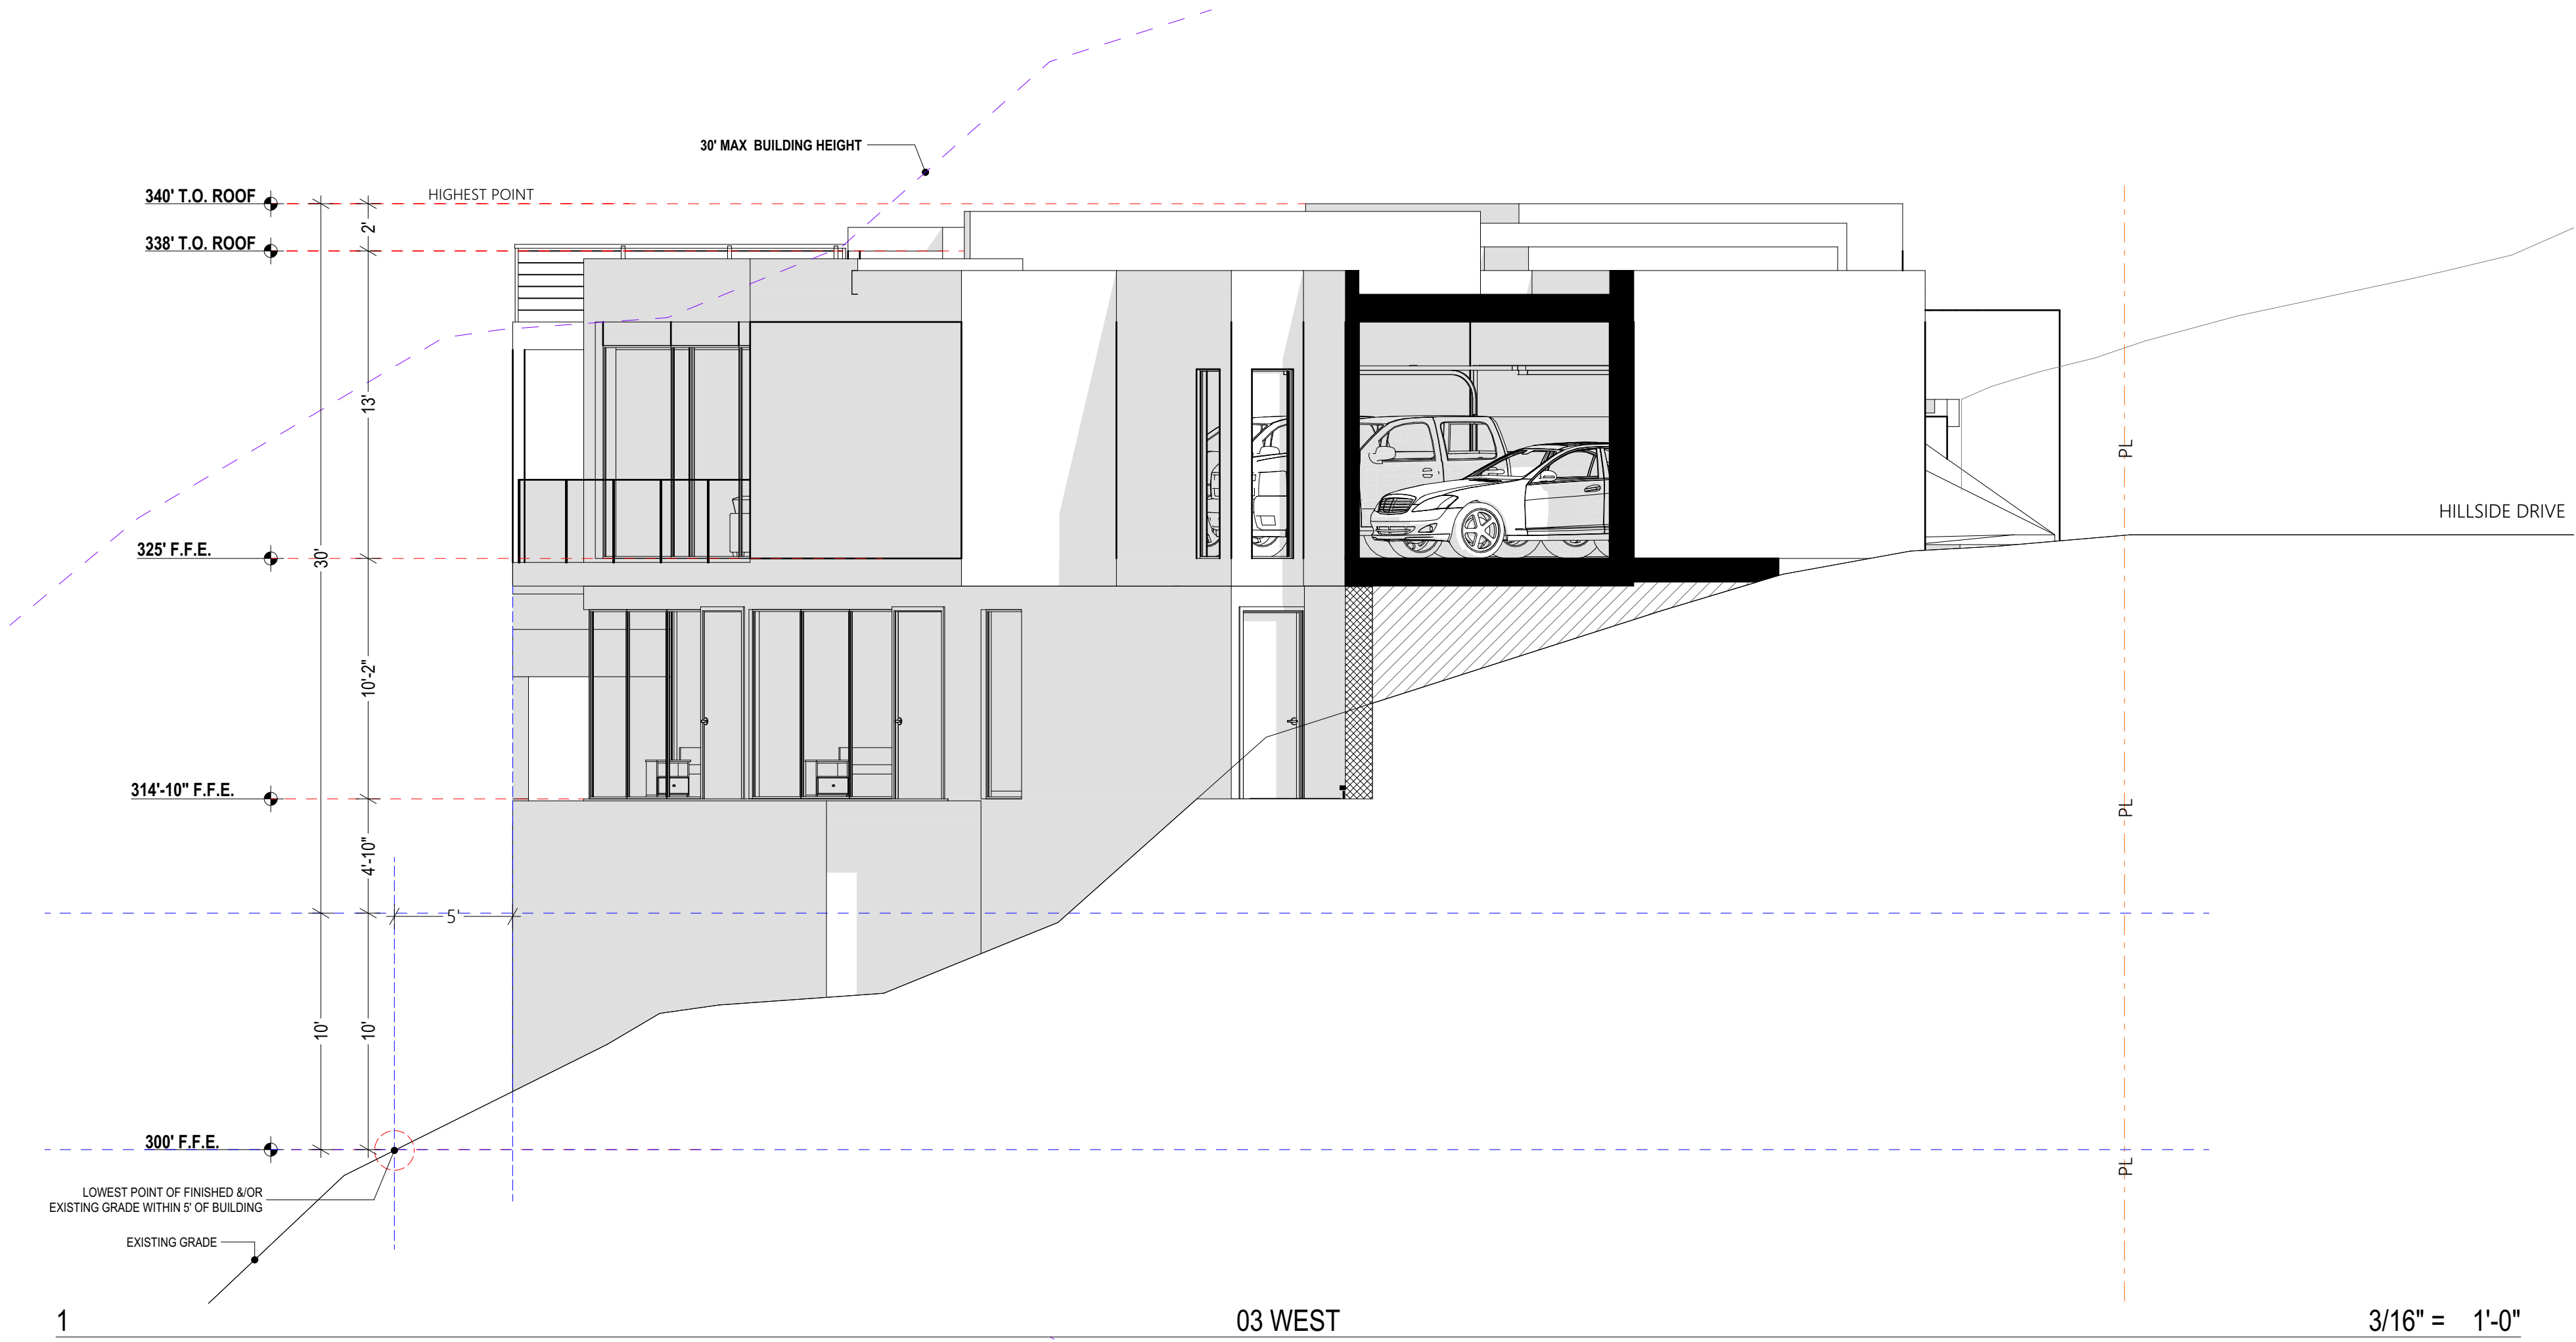 30' MAX BUILDING HEIGHT
340' T.O. ROOF
HIGHEST POINT
2'
338' T.O. ROOF
13'
PL
HILLSIDE DRIVE
325' F.F.E.
30'
10'-2"
314'-10" F.F.E.
PL
4'-10"
5'
10'
10'
300' F.F.E.
PL
LOWEST POINT OF FINISHED &/OR
EXISTING GRADE WITHIN 5' OF BUILDING
EXISTING GRADE
1
03 WEST
3/16" = 1'-0"